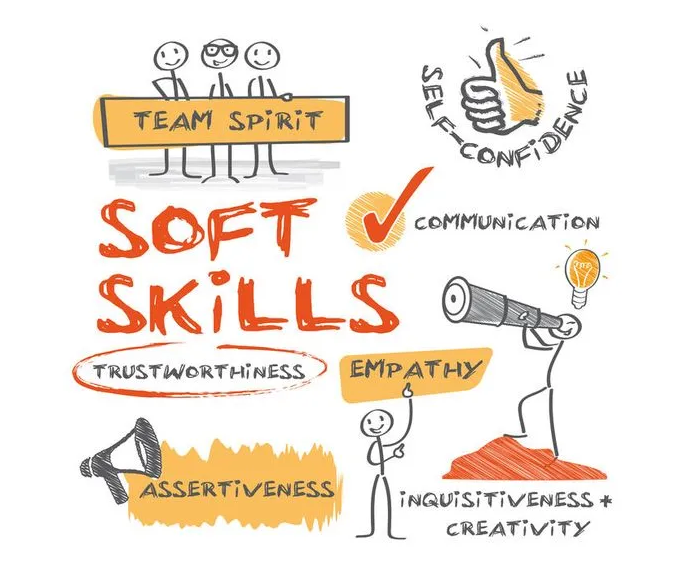 TEAM SPIRIT
SELF-CONFIDENCE
SOFT
SKILLS
COMMUNICATION
TRUSTWORTHINESS
EMPATHY
ASSERTIVENESS
INQUISITIVENESS +
CREATIVITY